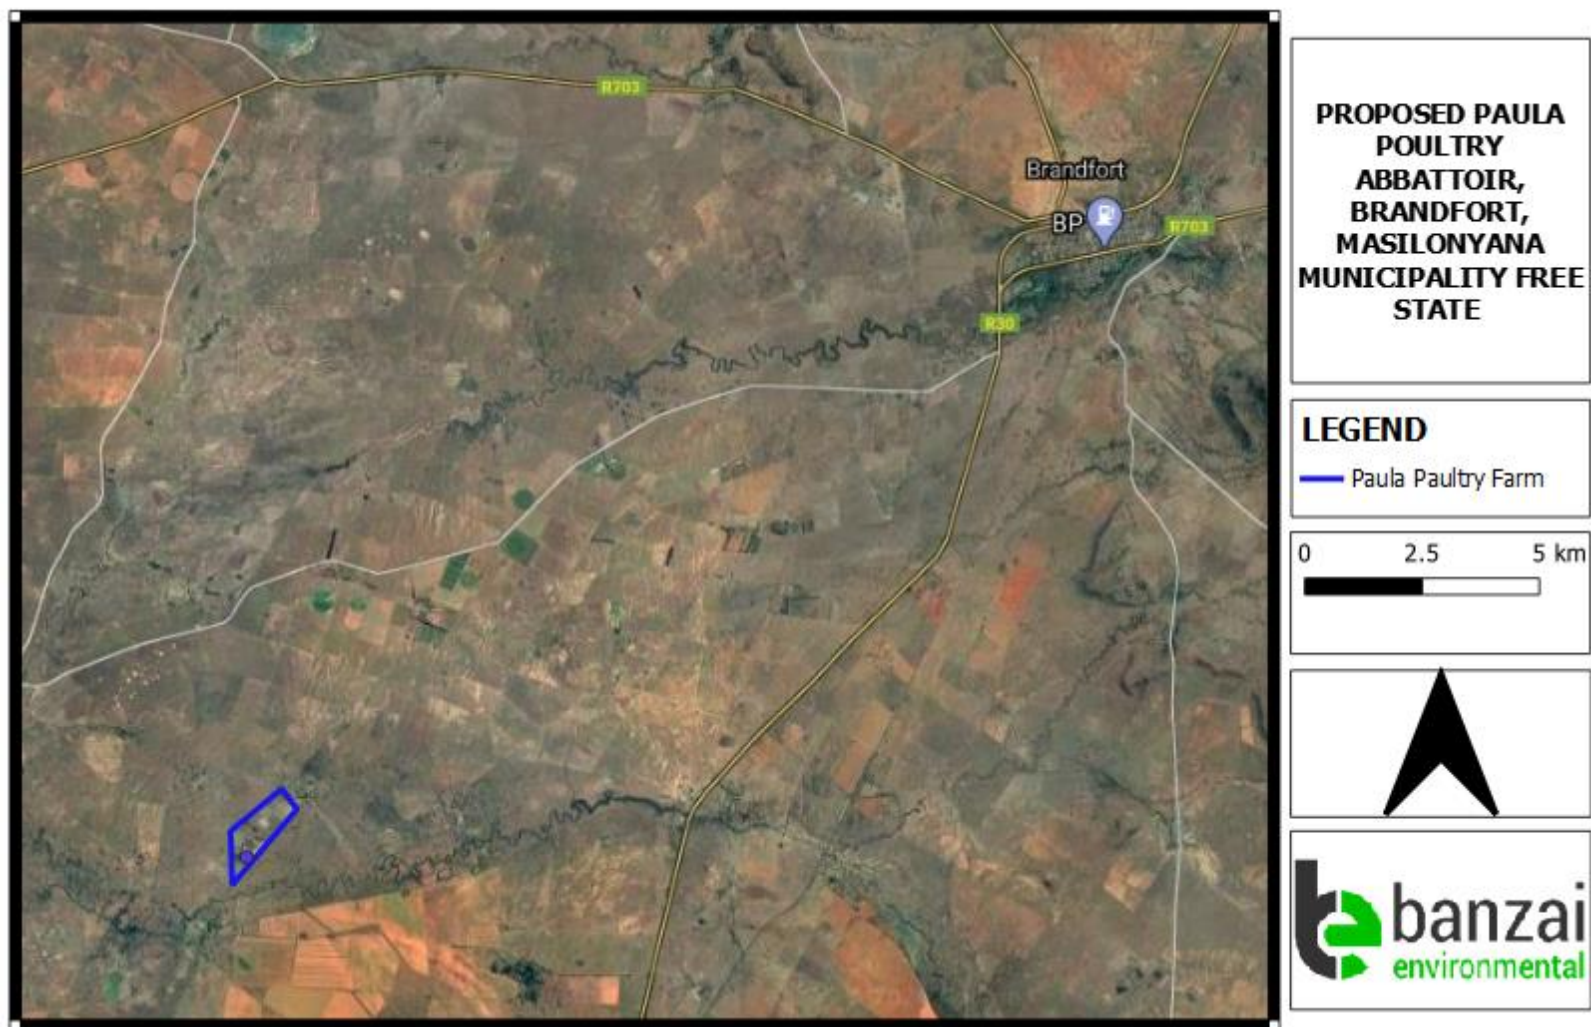 R703
Brandfort
BP
R703
R30
PROPOSED PAULA
POULTRY
ABBATTOIR,
BRANDFORT,
MASILONYANA
MUNICIPALITY FREE
STATE
LEGEND
Paula Paultry Farm
0 2.5 5 km
banzai
environmental